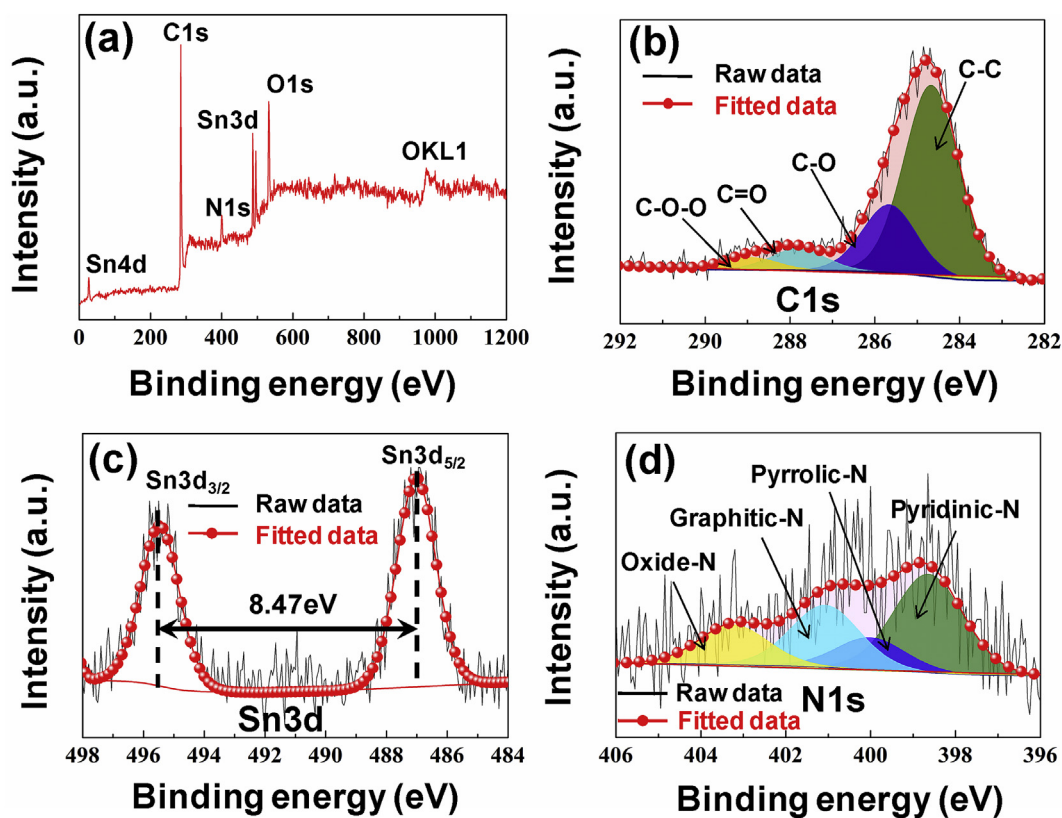 (a)
C1s
O1s
Sn3d
OKL1
N1s
Sn4d
Intensity (a.u.)
0 200 400 600 800 1000 1200
Binding energy (eV)
(b)
Raw data
Fitted data
C-C
C-O
C=O
C-O-O
C1s
Intensity (a.u.)
292 290 288 286 284 282
Binding energy (eV)
(c)
Sn3d5/2
Sn3d3/2
Raw data
Fitted data
8.47eV
Sn3d
Intensity (a.u.)
498 496 494 492 490 488 486 484
Binding energy (eV)
(d)
Pyrrolic-N
Graphitic-N
Pyridinic-N
Oxide-N
Raw data
Fitted data
N1s
Intensity (a.u.)
406 404 402 400 398 396
Binding energy (eV)